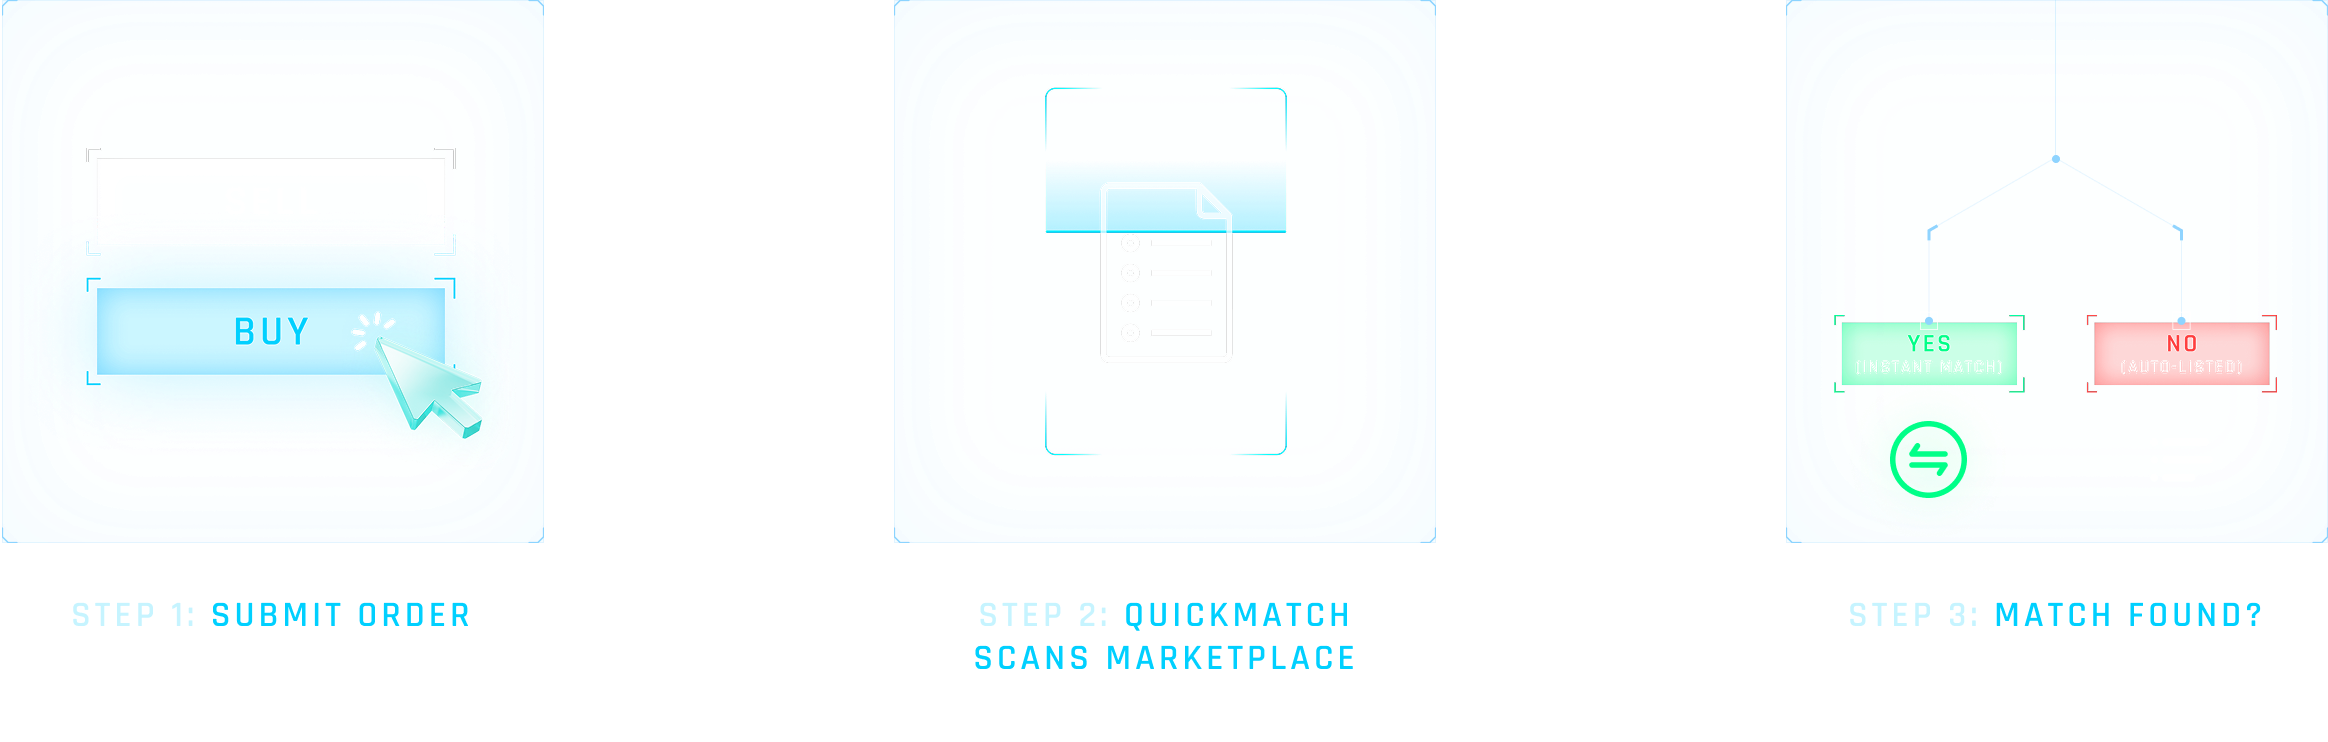 BUY
YES
(INSTANT MATCH)
NO
(AUTO-LISTED)
STEP 1: SUBMIT ORDER
STEP 2: QUICKMATCH
SCANS MARKETPLACE
STEP 3: MATCH FOUND?